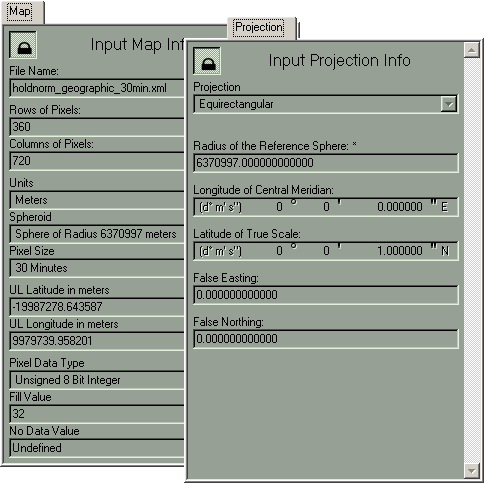 Map
Input Map Inf
File Name:
holdnorm_geographic_30min.xml
Rows of Pixels:
360
Columns of Pixels:
720
Units
Meters
Spheroid
Sphere of Radius 6370997 meters
Pixel Size
30 Minutes
UL Latitude in meters
-19987278.643587
UL Longitude in meters
9979739.958201
Pixel Data Type
Unsigned 8 Bit Integer
Fill Value
32
No Data Value
Undefined
Projection
Input Projection Info
Projection
Equirectangular
Radius of the Reference Sphere: *
6370997.000000000000
Longitude of Central Meridian:
(d° m' s") 0 ° 0 ' 0.000000 " E
Latitude of True Scale:
(d° m' s") 0 ° 0 ' 1.000000 " N
False Easting:
0.000000000000
False Northing:
0.000000000000